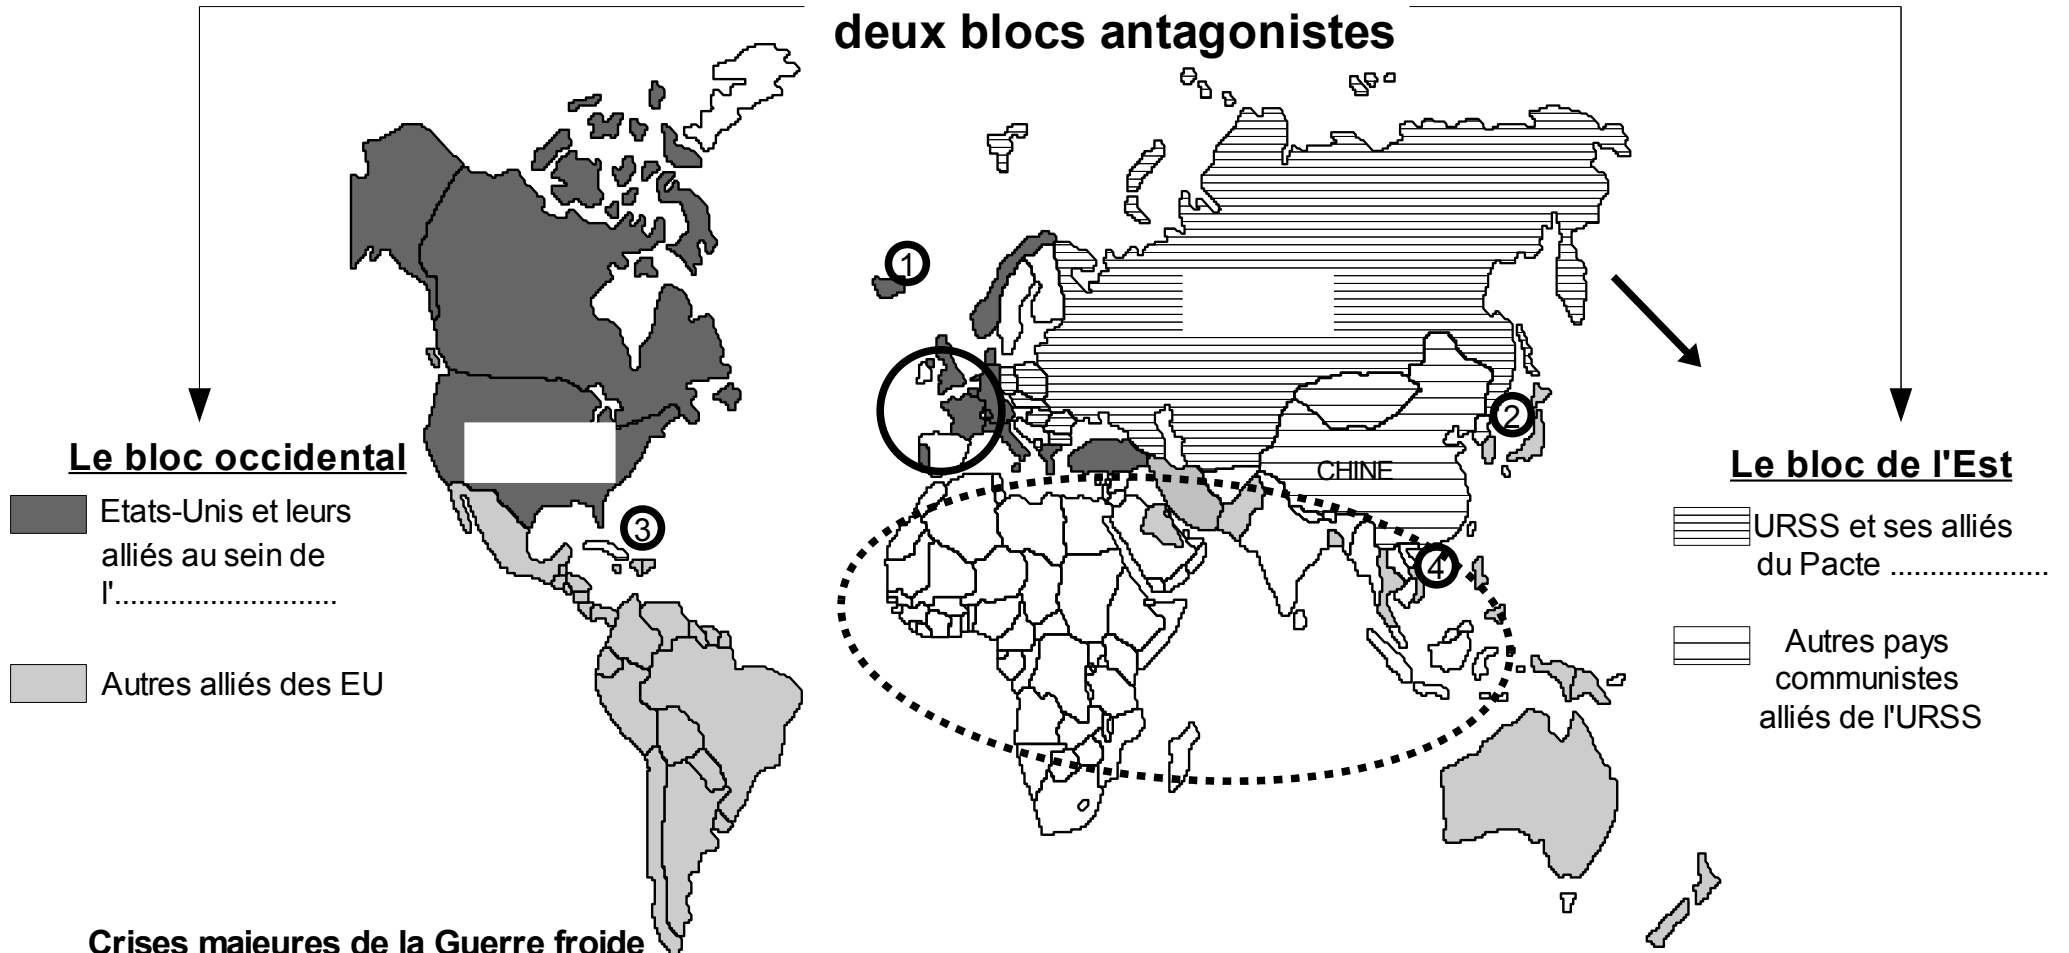 deux blocs antagonistes
Le bloc occidental
Etats-Unis et leurs
alliés au sein de
l'............................
Autres alliés des EU
1
2
3
4
CHINE
Le bloc de l'Est
URSS et ses alliés
du Pacte ...................
Autres pays
communistes
alliés de l'URSS
Crises majeures de la Guerre froide